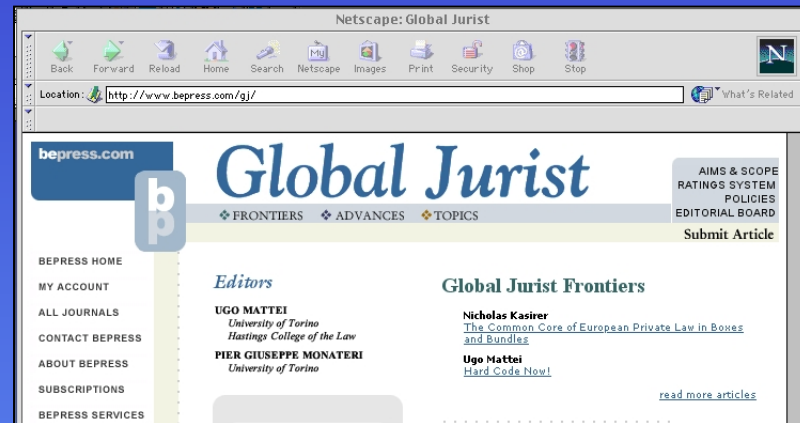 Netscape: Global Jurist
Back Forward Reload Home Search Netscape Images Print Security Shop Stop
My
N
Location: http://www.bepress.com/gj/ What's Related
bepress.com
bp
Global Jurist
FRONTIERS ADVANCES TOPICS
AIMS & SCOPE
RATINGS SYSTEM
POLICIES
EDITORIAL BOARD
Submit Article
BEPRESS HOME
MY ACCOUNT
ALL JOURNALS
CONTACT BEPRESS
ABOUT BEPRESS
SUBSCRIPTIONS
BEPRESS SERVICES
Editors
UGO MATTEI
University of Torino
Hastings College of the Law
PIER GIUSEPPE MONATERI
University of Torino
Global Jurist Frontiers
Nicholas Kasirer
The Common Core of European Private Law in Boxes
and Bundles
Ugo Mattei
Hard Code Now!
read more articles